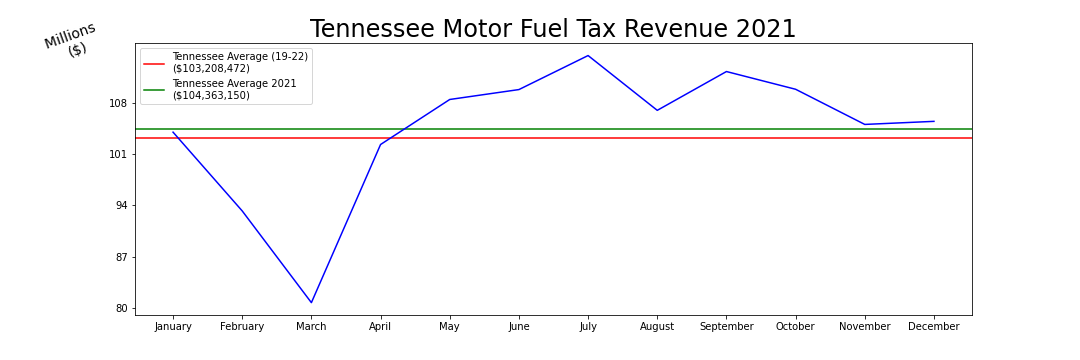 Tennessee Motor Fuel Tax Revenue 2021
Millions
($)
Tennessee Average (19-22)
($103,208,472)
Tennessee Average 2021
($104,363,150)
108
101
94
87
80
January February March April May June July August September October November December